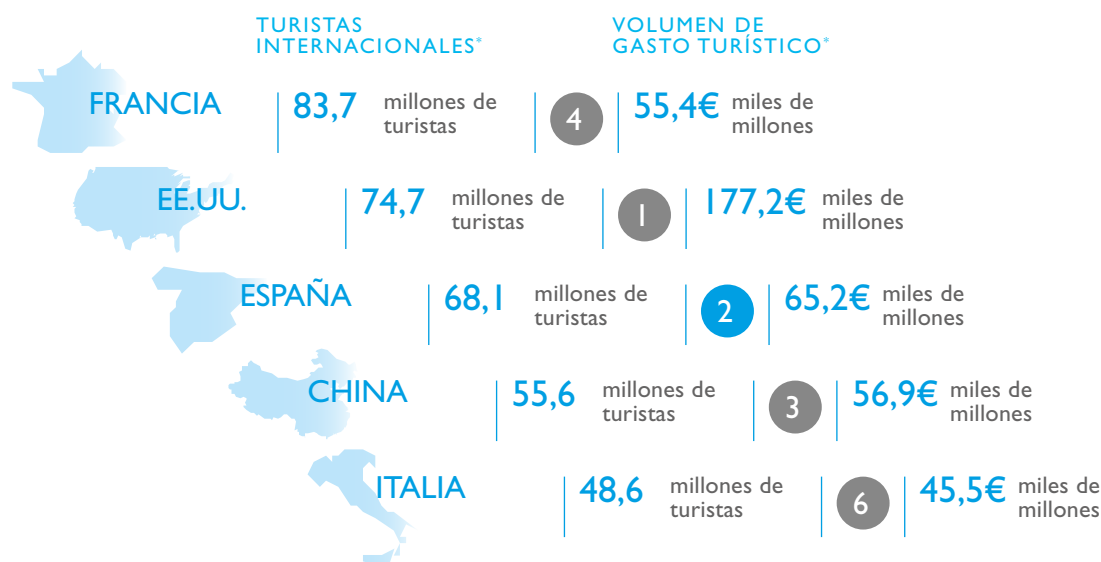 TURISTAS
INTERNACIONALES*
VOLUMEN DE
GASTO TURÍSTICO*
FRANCIA
83,7
millones de
turistas
4
55,4€
miles de
millones
EE.UU.
74,7
millones de
turistas
1
177,2€
miles de
millones
ESPAÑA
68,1
millones de
turistas
2
65,2€
miles de
millones
CHINA
55,6
millones de
turistas
3
56,9€
miles de
millones
ITALIA
48,6
millones de
turistas
6
45,5€
miles de
millones